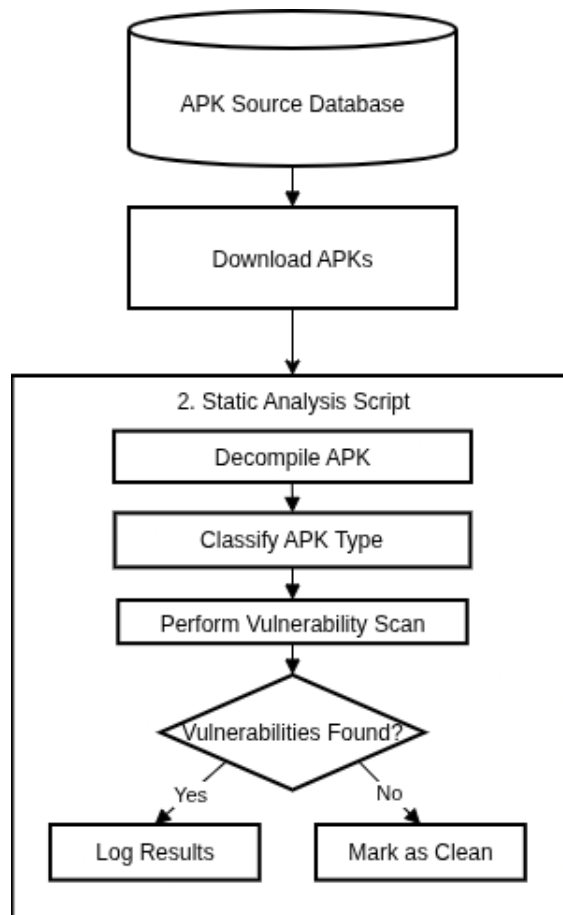 APK Source Database
Download APKs
2. Static Analysis Script
Decompile APK
Classify APK Type
Perform Vulnerability Scan
Vulnerabilities Found?
Yes
No
Log Results
Mark as Clean